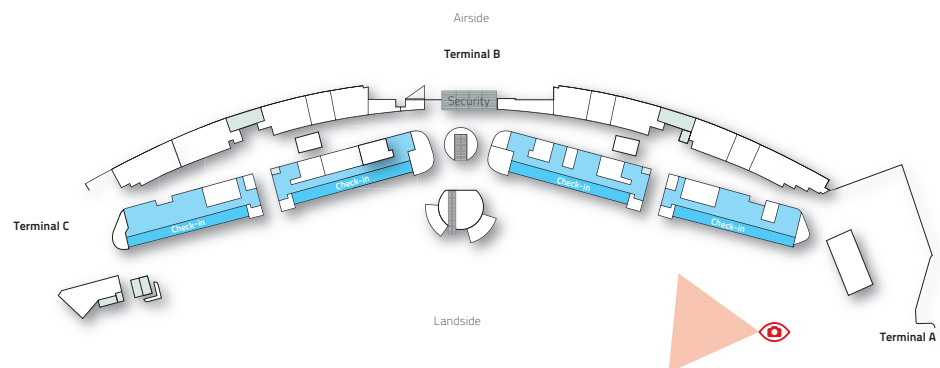 Airside
Terminal B
Security
Check-in
Check-in
Check-in
Check-in
Terminal C
Landside
Terminal A